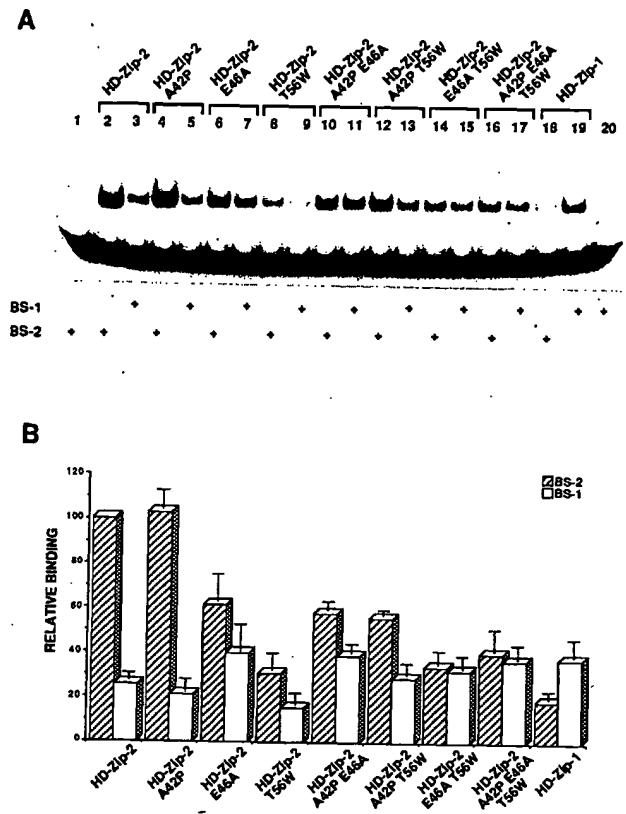 A
HD-Zip-2
HD-Zip-2 A42P
HD-Zip-2 E46A
HD-Zip-2 T56W
HD-Zip-2 A42P E46A
HD-Zip-2 A42P T56W
HD-Zip-2 E46A T56W
HD-Zip-2 A42P E46A T56W
HD-Zip-1
1 2 3 4 5 6 7 8 9 10 11 12 13 14 15 16 17 18 19 20
BS-1 + + + + + + + + + +
BS-2 + + + + + + + + + +
B
120
100
80
60
40
20
0
RELATIVE BINDING
BS-2
BS-1
HD-Zip-2
HD-Zip-2 A42P
HD-Zip-2 E46A
HD-Zip-2 T56W
HD-Zip-2 A42P E46A
HD-Zip-2 A42P T56W
HD-Zip-2 E46A T56W
HD-Zip-2 A42P E46A T56W
HD-Zip-1